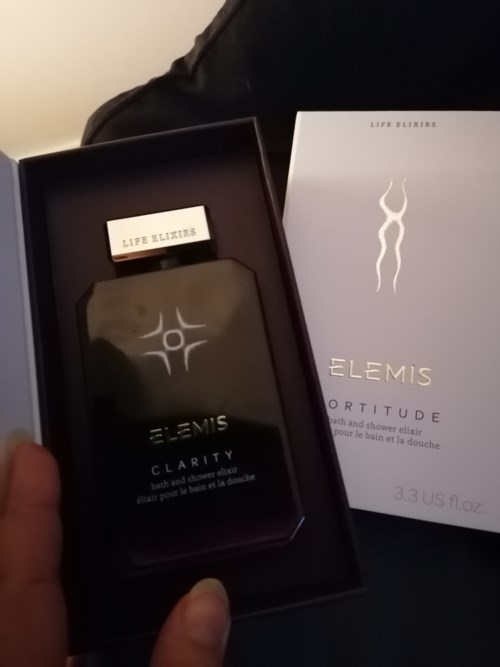 LIFE ELIXIRS
ELEMIS
CLARITY
bath and shower elixir
élixir pour le bain et la douche
LIFE ELIXIRS
ELEMIS
ORTITUDE
bath and shower elixir
pour le bain et la douche
3.3 US fl.oz.